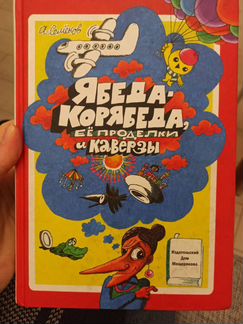 А. Семёнов
ЯБЕДА-
КОРЯБЕДА,
ЕЁ ПРОДЕЛКИ
И КАВЕРЗЫ
Издательский
Дом
Мещерякова